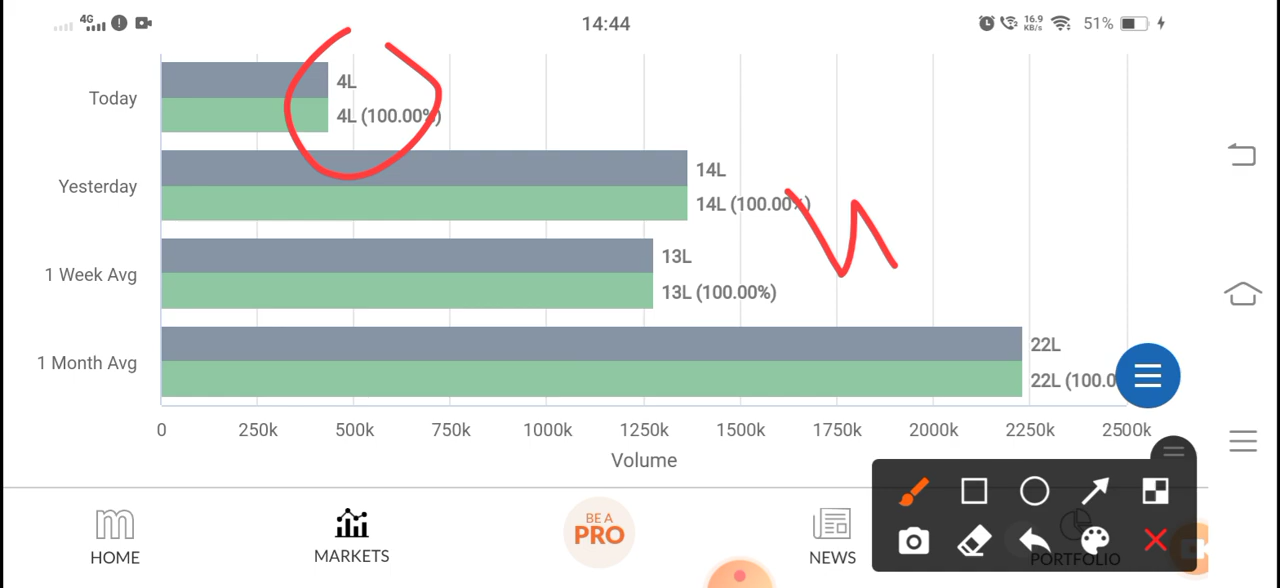 4G
14:44
16.9
KB/s
51%
Today
4L
4L (100.00%)
Yesterday
14L
14L (100.00%)
1 Week Avg
13L
13L (100.00%)
1 Month Avg
22L
22L (100.0
0 250k 500k 750k 1000k 1250k 1500k 1750k 2000k 2250k 2500k
Volume
m
BE A
PRO
HOME MARKETS NEWS PORTFOLIO